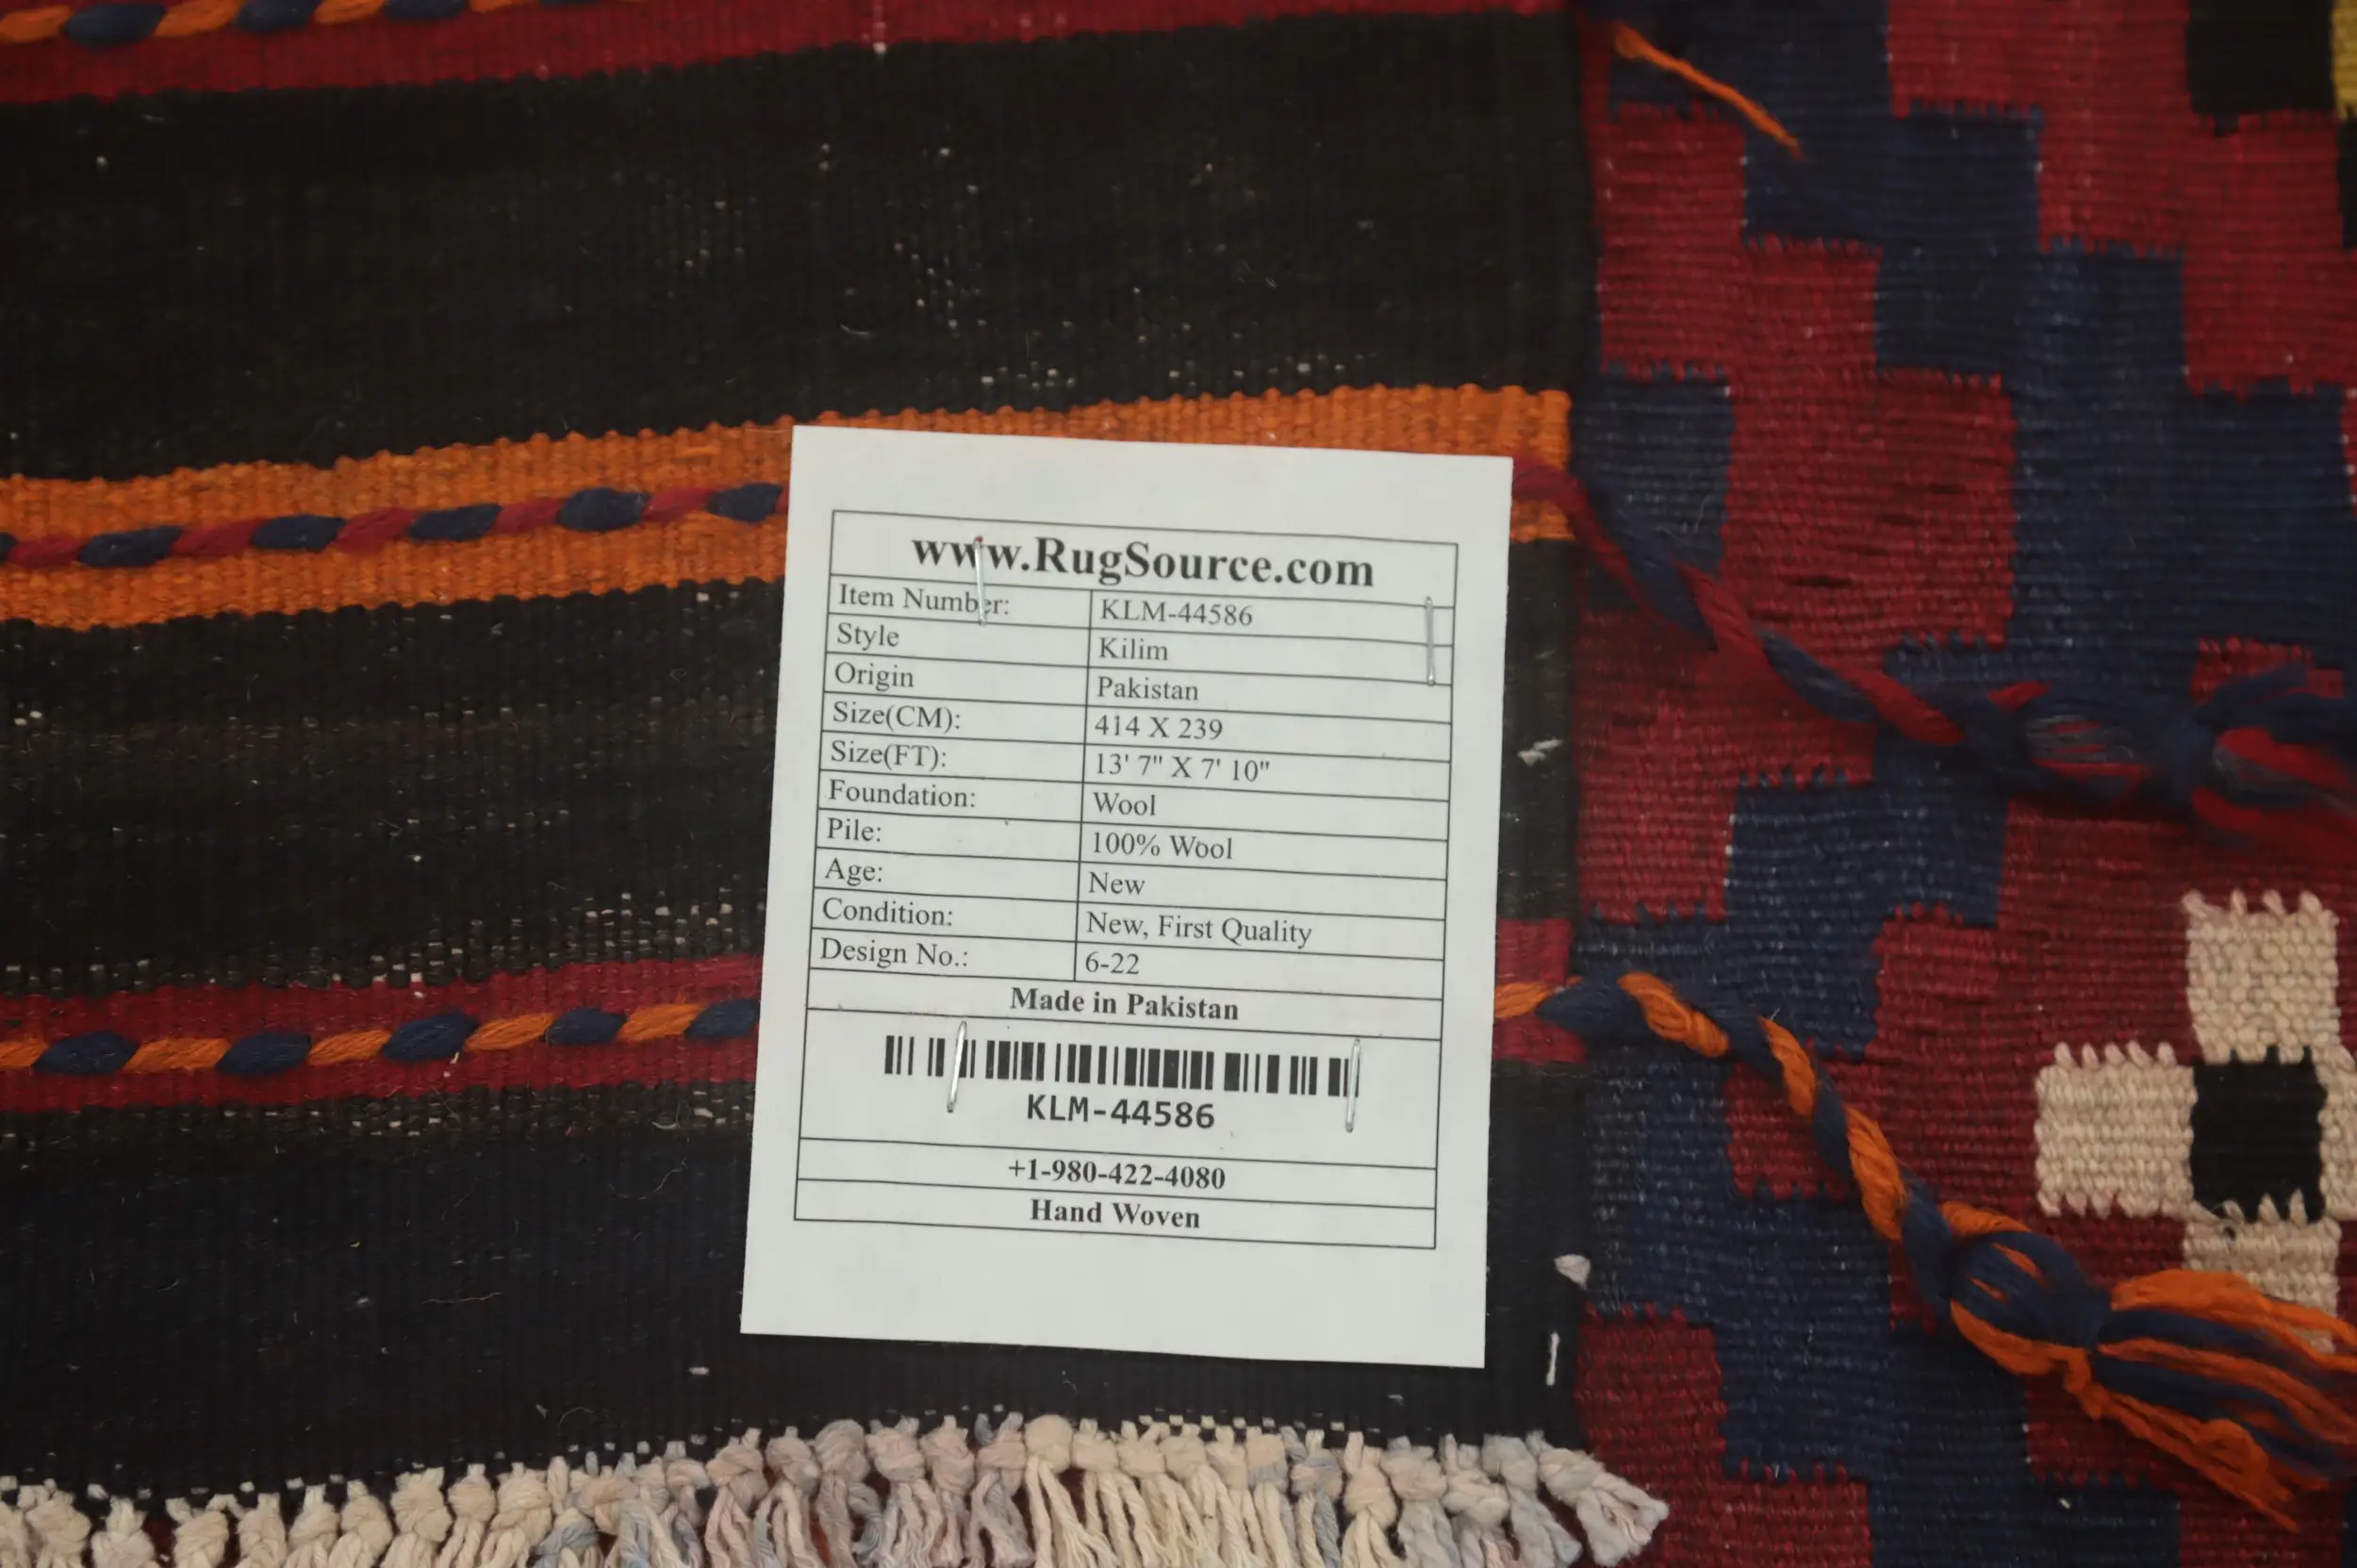 www.RugSource.com
Item Number: KLM-44586
Style Kilim
Origin Pakistan
Size(CM): 414 X 239
Size(FT): 13' 7" X 7' 10"
Foundation: Wool
Pile: 100% Wool
Age: New
Condition: New, First Quality
Design No.: 6-22
Made in Pakistan
KLM-44586
+1-980-422-4080
Hand Woven